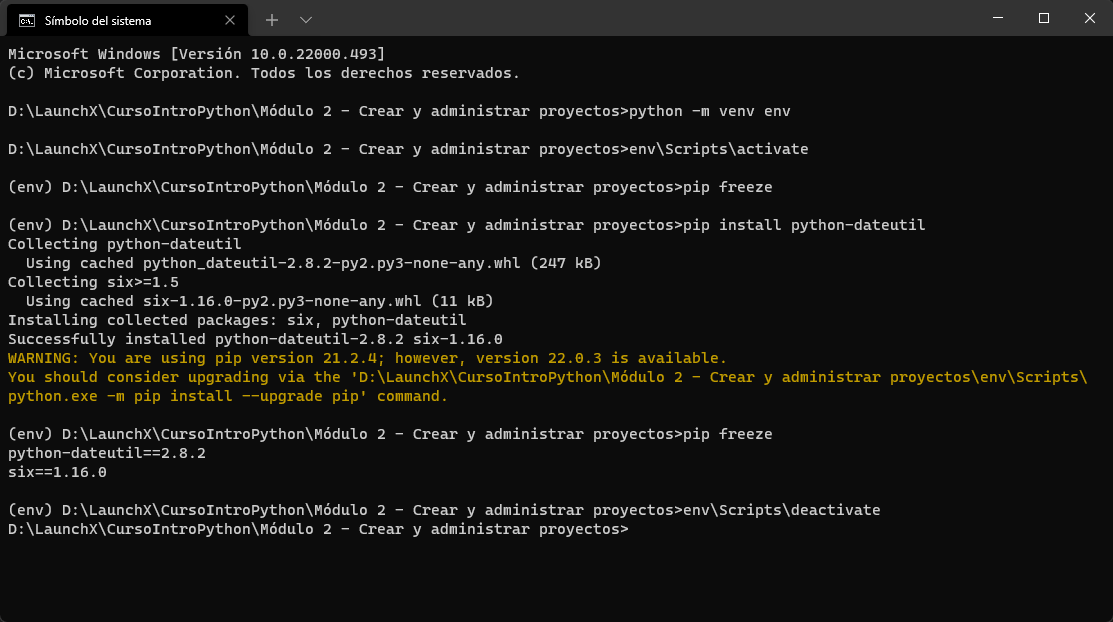 Símbolo del sistema
Microsoft Windows [Versión 10.0.22000.493]
(c) Microsoft Corporation. Todos los derechos reservados.
D:\LaunchX\CursoIntroPython\Módulo 2 - Crear y administrar proyectos>python -m venv env
D:\LaunchX\CursoIntroPython\Módulo 2 - Crear y administrar proyectos>env\Scripts\activate
(env) D:\LaunchX\CursoIntroPython\Módulo 2 - Crear y administrar proyectos>pip freeze
(env) D:\LaunchX\CursoIntroPython\Módulo 2 - Crear y administrar proyectos>pip install python-dateutil
Collecting python-dateutil
  Using cached python_dateutil-2.8.2-py2.py3-none-any.whl (247 kB)
Collecting six>=1.5
  Using cached six-1.16.0-py2.py3-none-any.whl (11 kB)
Installing collected packages: six, python-dateutil
Successfully installed python-dateutil-2.8.2 six-1.16.0
WARNING: You are using pip version 21.2.4; however, version 22.0.3 is available.
You should consider upgrading via the 'D:\LaunchX\CursoIntroPython\Módulo 2 - Crear y administrar proyectos\env\Scripts\
python.exe -m pip install --upgrade pip' command.
(env) D:\LaunchX\CursoIntroPython\Módulo 2 - Crear y administrar proyectos>pip freeze
python-dateutil==2.8.2
six==1.16.0
(env) D:\LaunchX\CursoIntroPython\Módulo 2 - Crear y administrar proyectos>env\Scripts\deactivate
D:\LaunchX\CursoIntroPython\Módulo 2 - Crear y administrar proyectos>